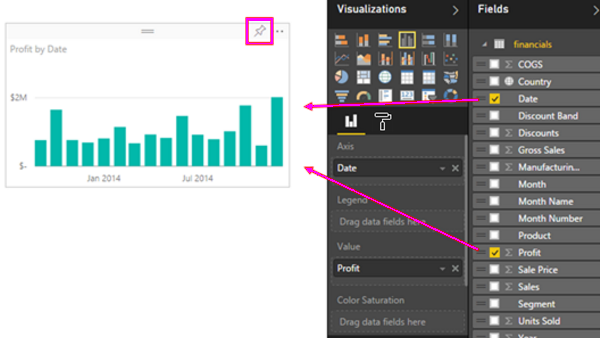 Profit by Date
$2M
$-
Jan 2014
Jul 2014
Visualizations
Axis
Date
Legend
Drag data fields here
Value
Profit
Color Saturation
Drag data fields here
Fields
financials
COGS
Country
Date
Discount Band
Discounts
Gross Sales
Manufacturin...
Month
Month Name
Month Number
Product
Profit
Sale Price
Sales
Segment
Units Sold
Year